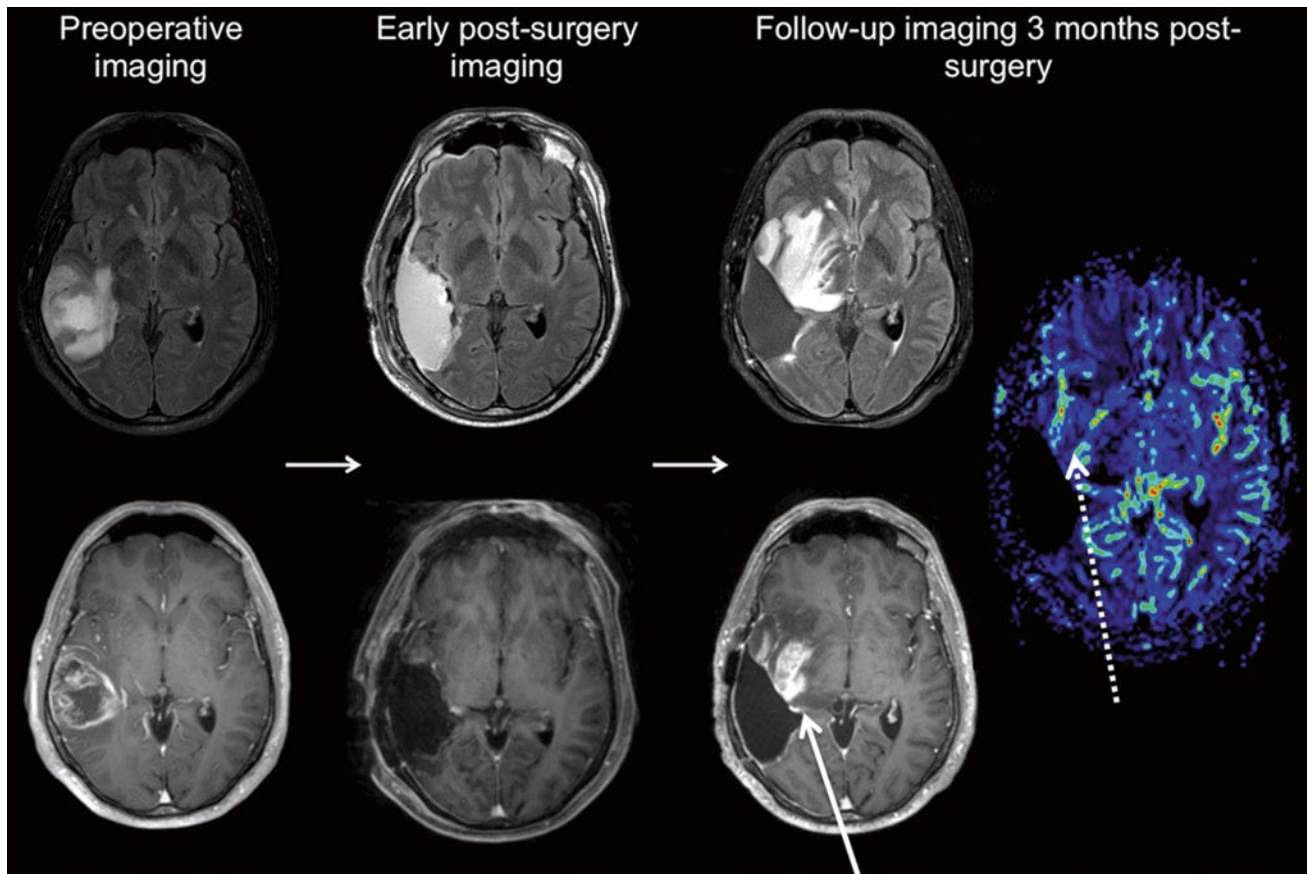 Preoperative
imaging
Early post-surgery
imaging
Follow-up imaging 3 months post-
surgery